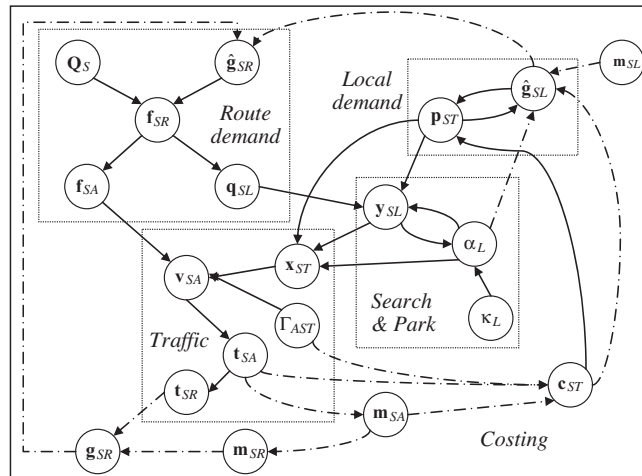 Q_S
ĝ_SR
m_SL
Local
demand
ĝ_SL
p_ST
f_SR
Route
demand
f_SA
q_SL
y_SL
α_L
v_SA
x_ST
Search
& Park
κ_L
Γ_AST
Traffic
t_SA
t_SR
c_ST
m_SA
g_SR
m_SR
Costing